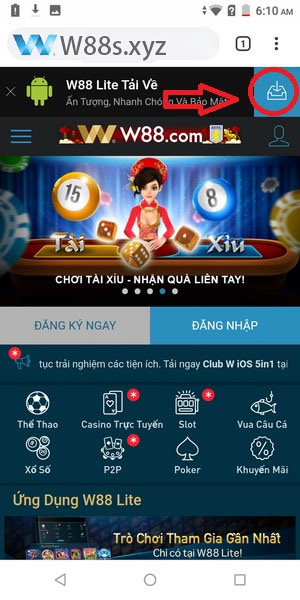 6:10 AM
W88s.xyz
1
W88 Lite Tải Về
Ấn Tượng, Nhanh Chóng Và Bảo Mật
W88.com
15
8
Tài
Xỉu
CHƠI TÀI XỈU - NHẬN QUÀ LIỀN TAY!
ĐĂNG KÝ NGAY
ĐĂNG NHẬP
tục trải nghiệm các tiện ích. Tải ngay Club W iOS 5in1 tại
Thể Thao
Casino Trực Tuyến
Slot
Vua Câu Cá
Xổ Số
P2P
Poker
Khuyến Mãi
Ứng Dụng W88 Lite
Trò Chơi Tham Gia Gần Nhất
Chỉ có tại W88 Lite!